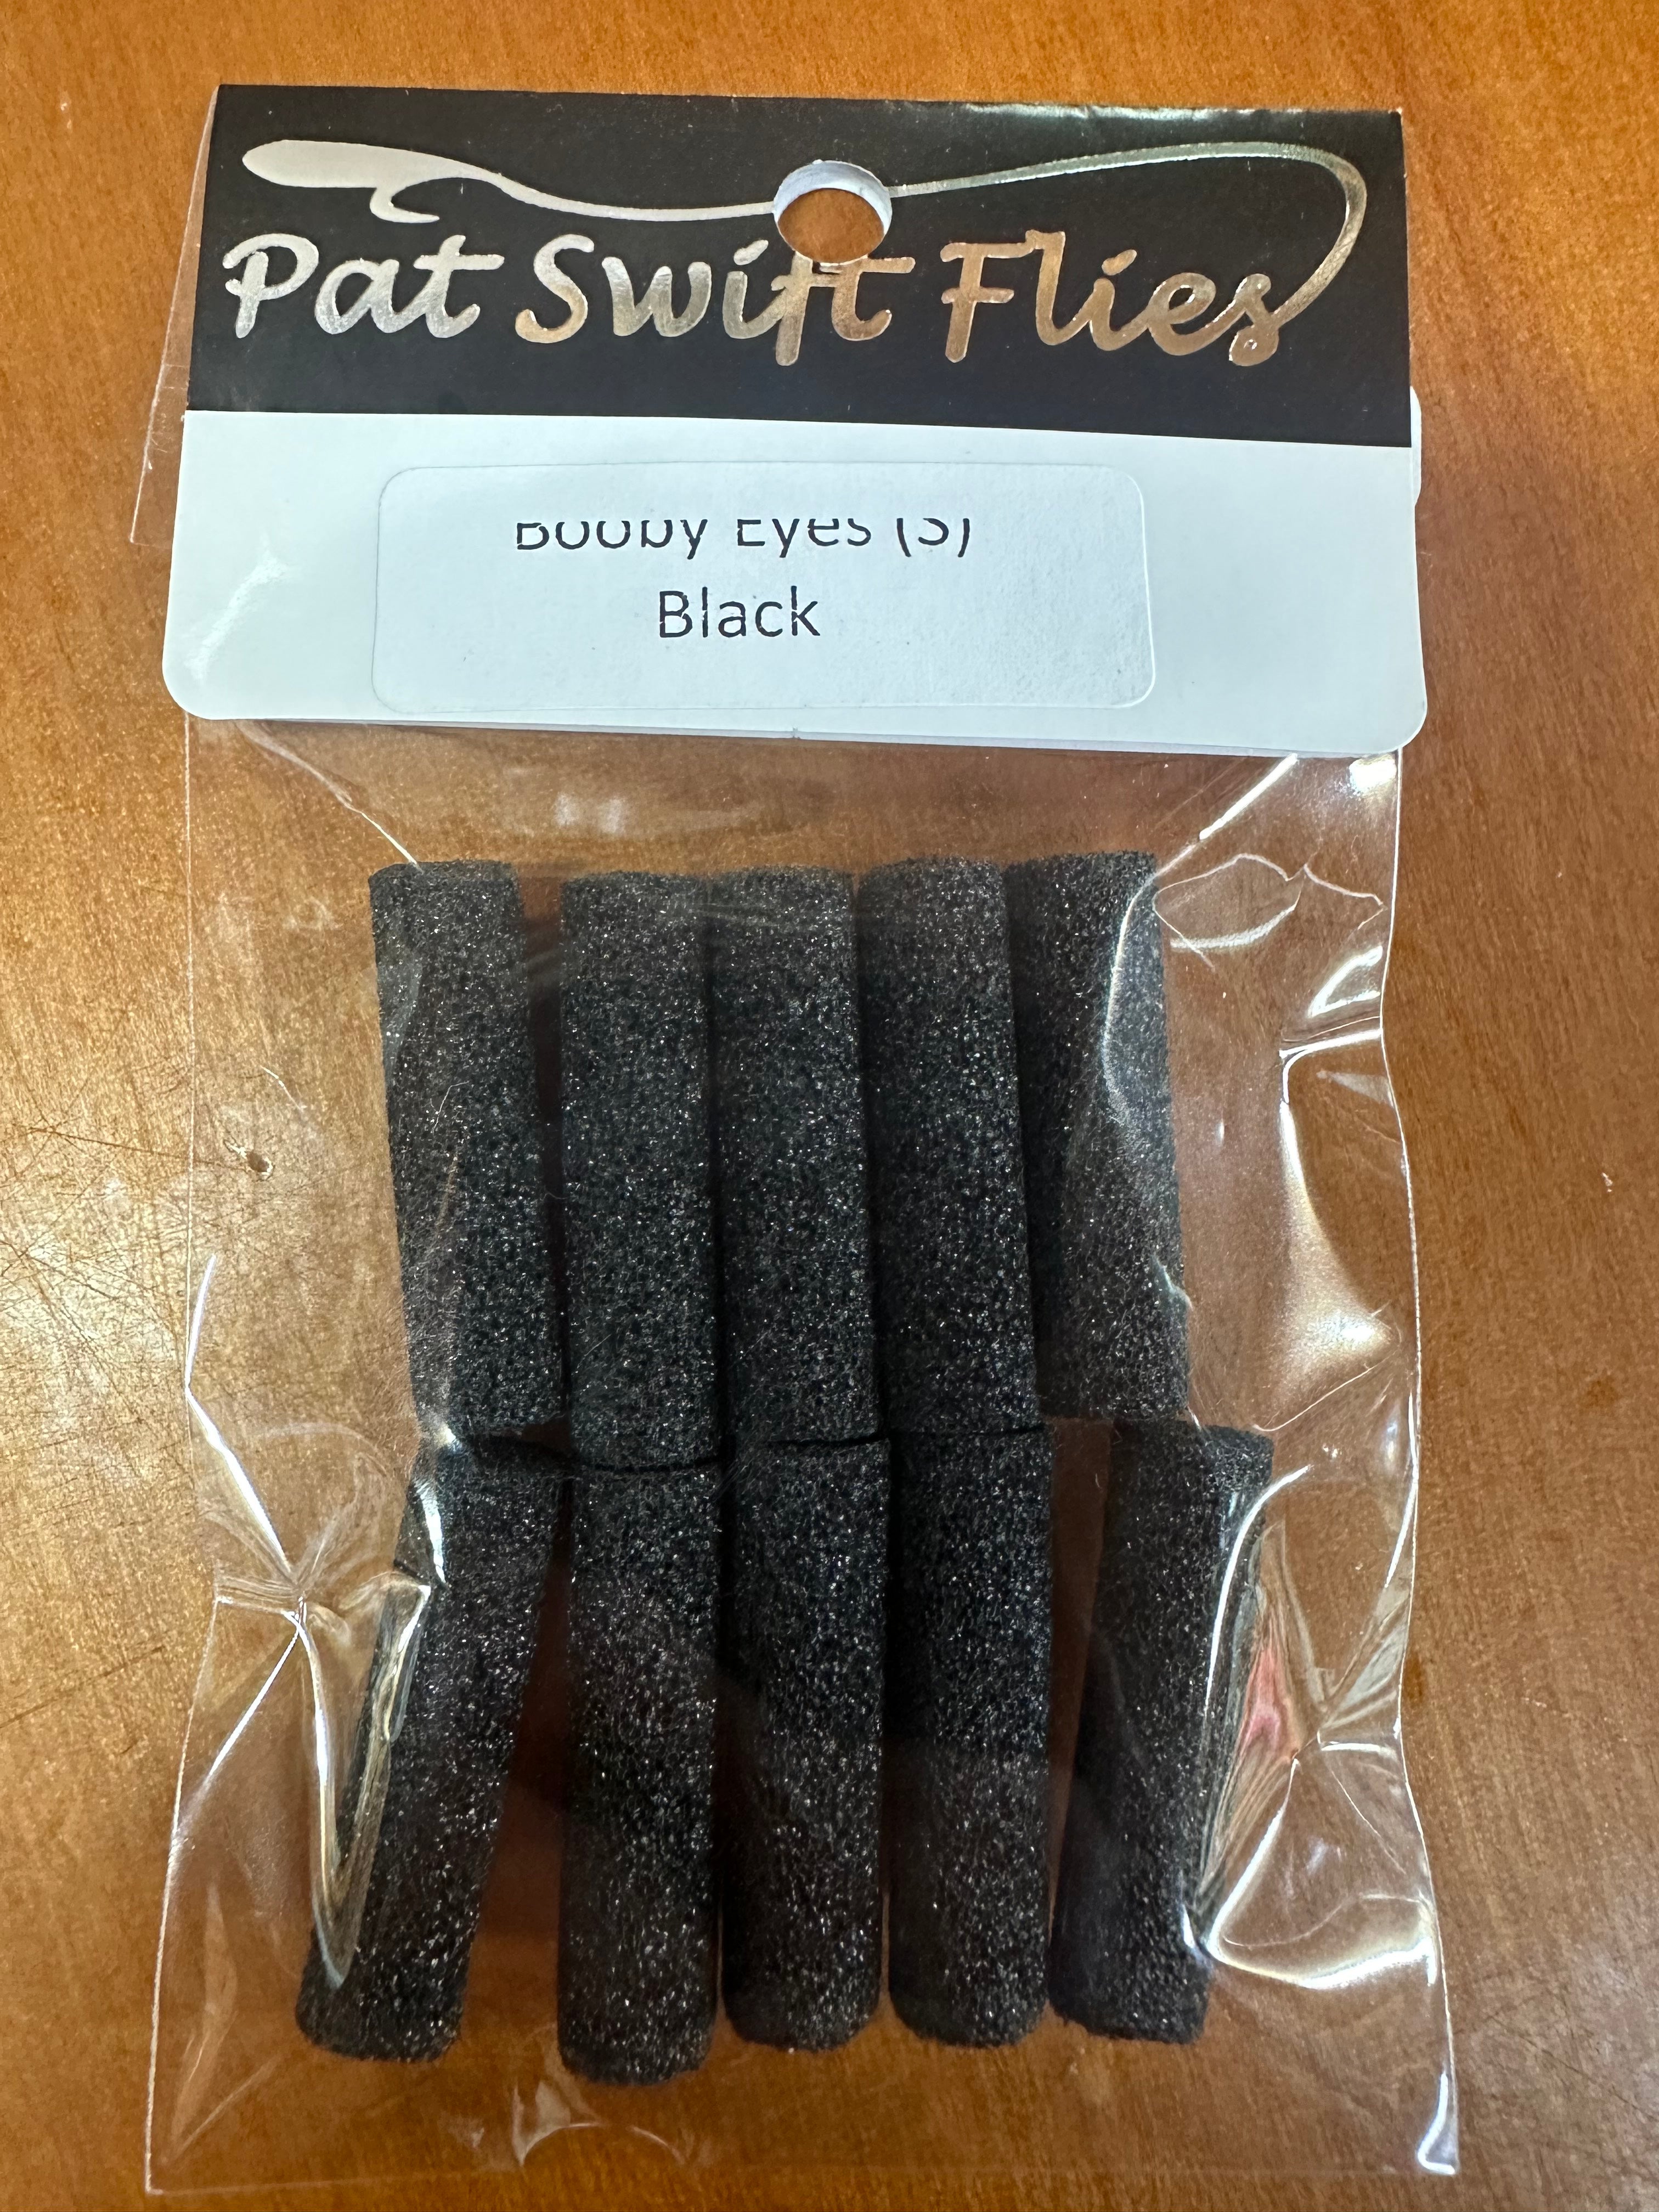 Pat Swift Flies
Booby Eyes (S)
Black